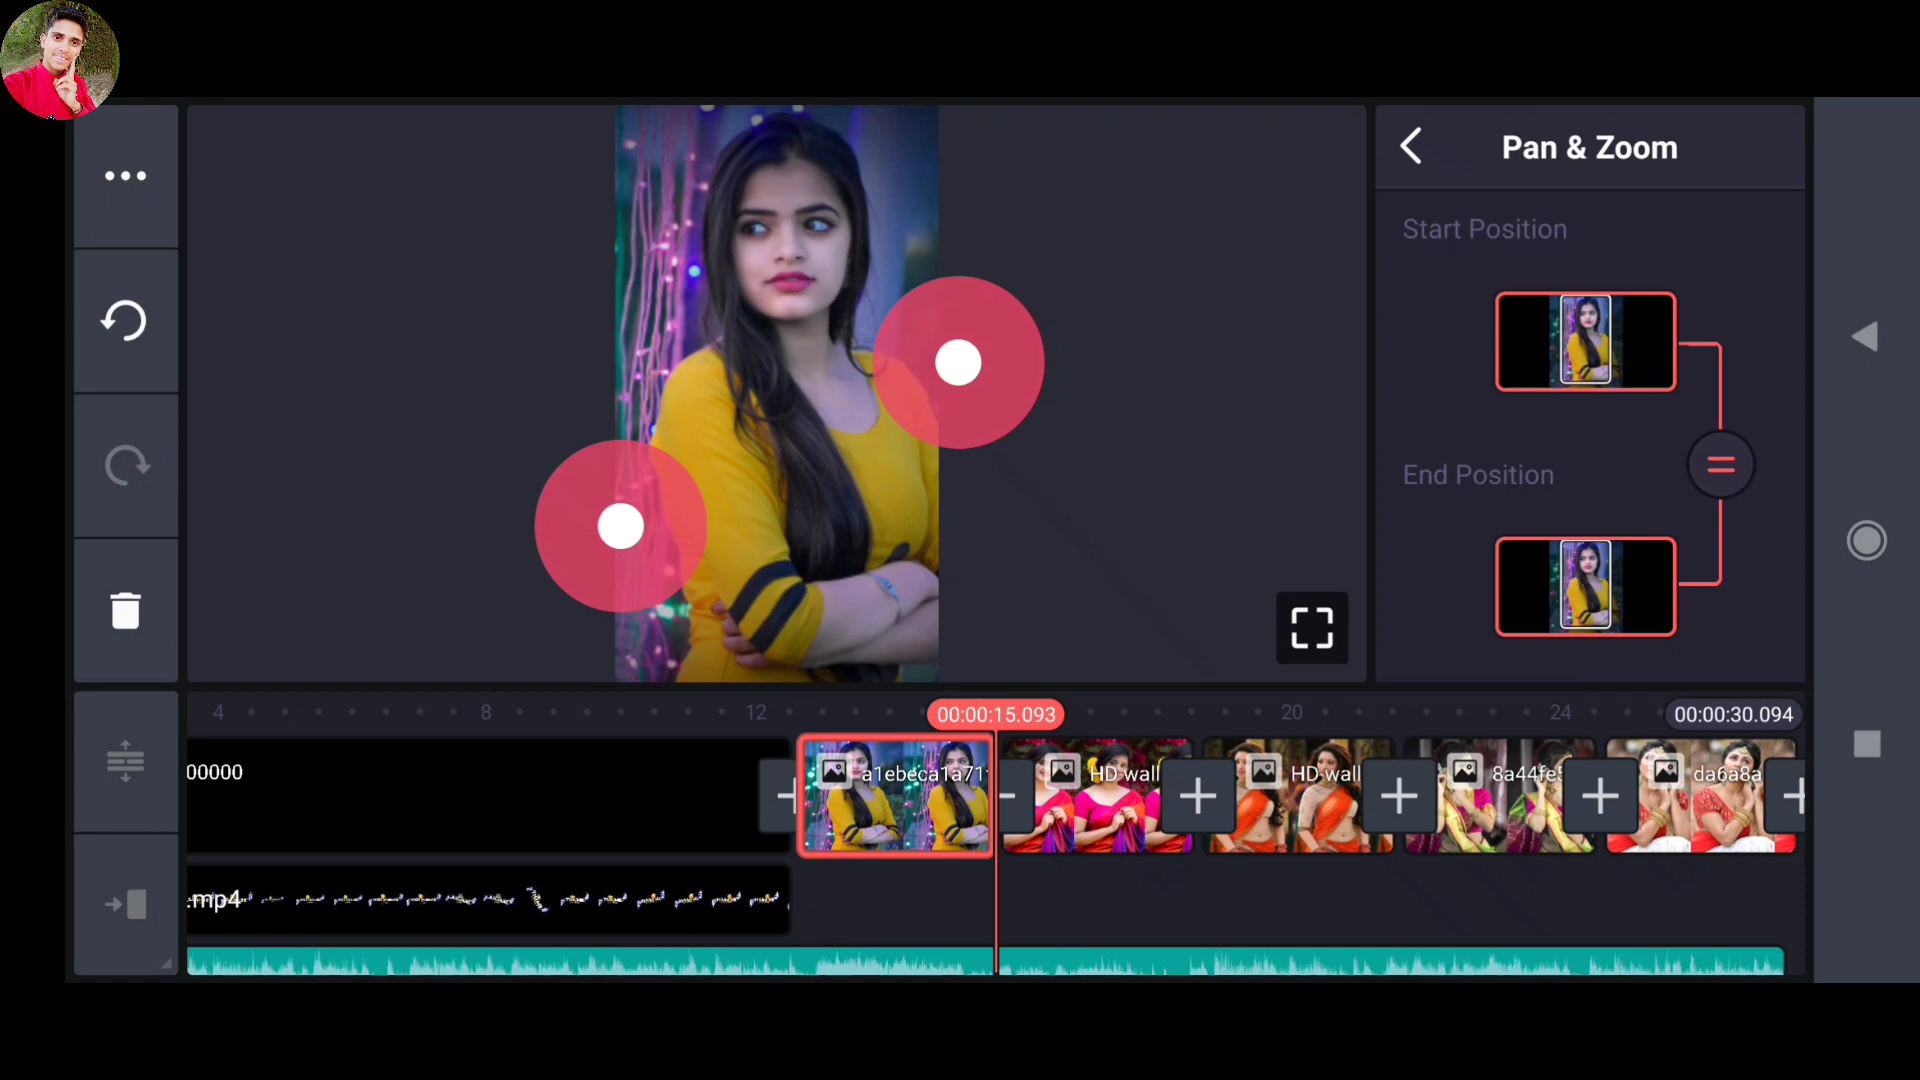 Pan & Zoom
Start Position
End Position
4
8
12
00:00:15.093
20
24
00:00:30.094
00000
a1ebeca1a71
HD wall
HD wall
8a44fe
da6a8a
.mp4